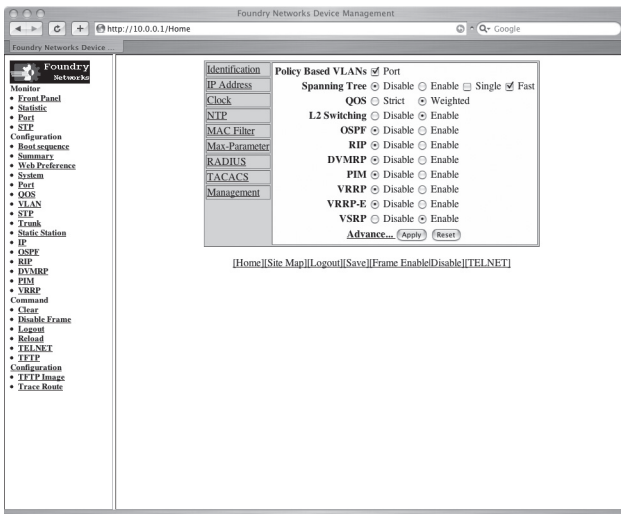 Foundry Networks Device Management
http://10.0.0.1/Home
Google
Foundry Networks Device ...
Foundry
Networks
Monitor
• Front Panel
• Statistic
• Port
• STP
Configuration
• Boot sequence
• Summary
• Web Preference
• System
• Port
• QOS
• VLAN
• STP
• Trunk
• Static Station
• IP
• OSPF
• RIP
• DVMRP
• PIM
• VRRP
Command
• Clear
• Disable Frame
• Logout
• Reload
• TELNET
• TFTP
Configuration
• TFTP Image
• Trace Route
Identification
IP Address
Clock
NTP
MAC Filter
Max-Parameter
RADIUS
TACACS
Management
Policy Based VLANs Port
Spanning Tree Disable Enable Single Fast
QOS Strict Weighted
L2 Switching Disable Enable
OSPF Disable Enable
RIP Disable Enable
DVMRP Disable Enable
PIM Disable Enable
VRRP Disable Enable
VRRP-E Disable Enable
VSRP Disable Enable
Advance... Apply Reset
[Home][Site Map][Logout][Save][Frame Enable|Disable][TELNET]